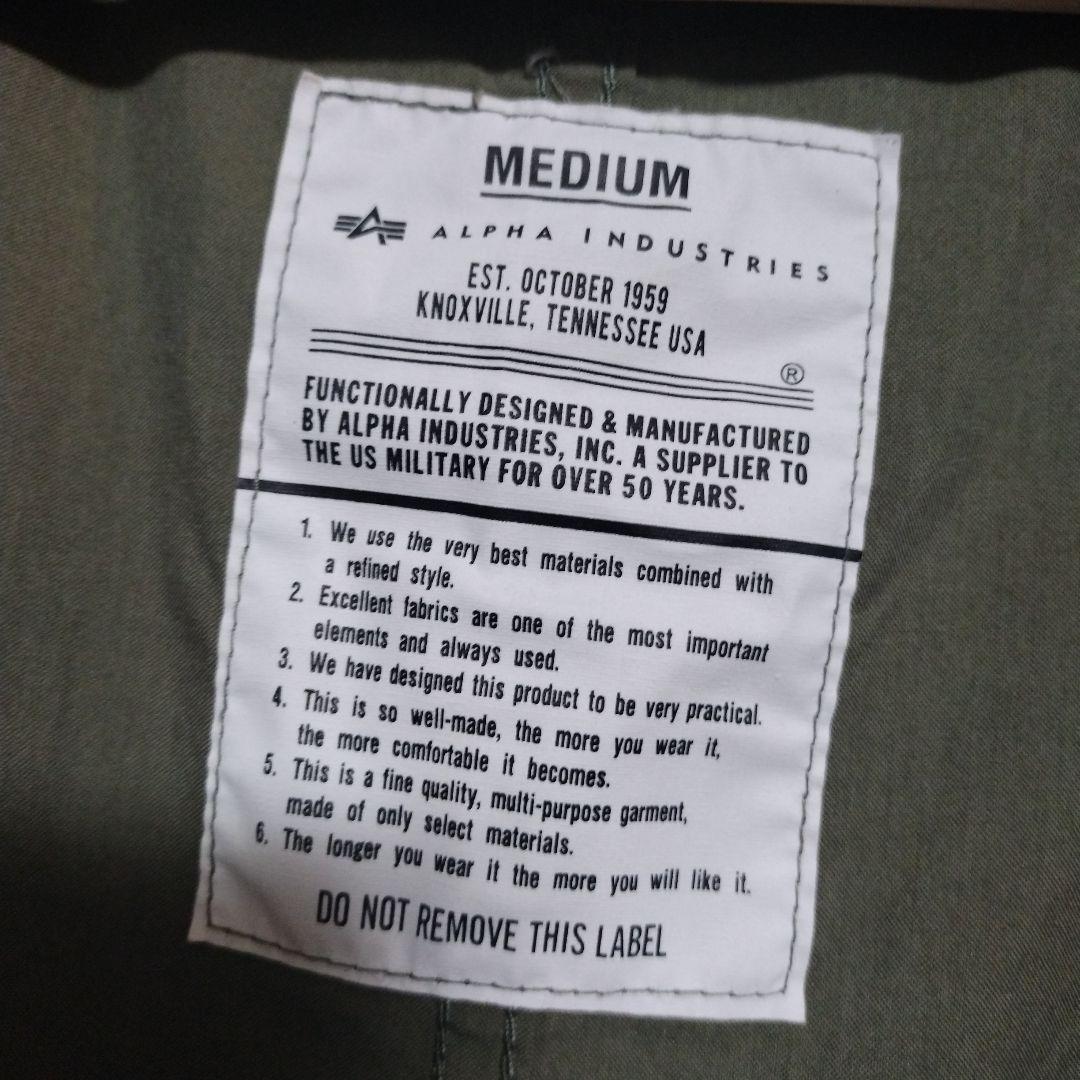 MEDIUM
ALPHA INDUSTRIES
EST. OCTOBER 1959
KNOXVILLE, TENNESSEE USA
®
FUNCTIONALLY DESIGNED & MANUFACTURED
BY ALPHA INDUSTRIES, INC. A SUPPLIER TO
THE US MILITARY FOR OVER 50 YEARS.
1. We use the very best materials combined with
a refined style.
2. Excellent fabrics are one of the most important
elements and always used.
3. We have designed this product to be very practical.
4. This is so well-made, the more you wear it,
the more comfortable it becomes.
5. This is a fine quality, multi-purpose garment,
made of only select materials.
6. The longer you wear it the more you will like it.
DO NOT REMOVE THIS LABEL